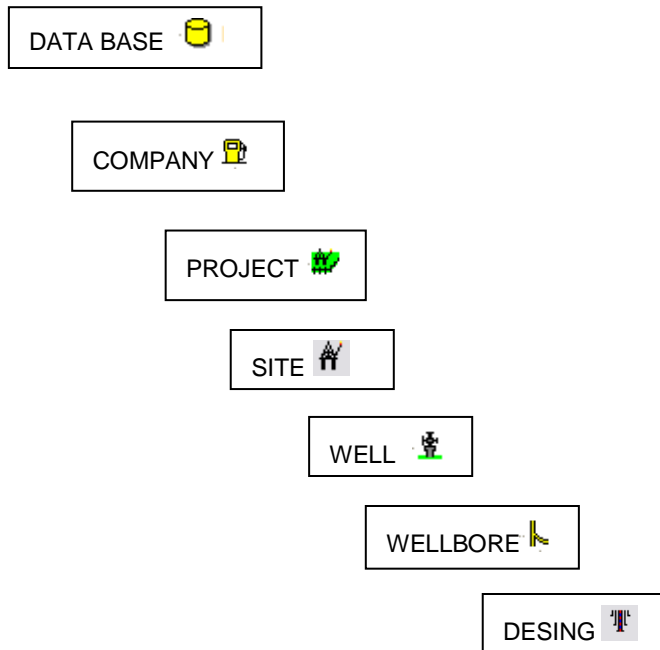 DATA BASE
COMPANY
PROJECT
SITE
WELL
WELLBORE
DESING